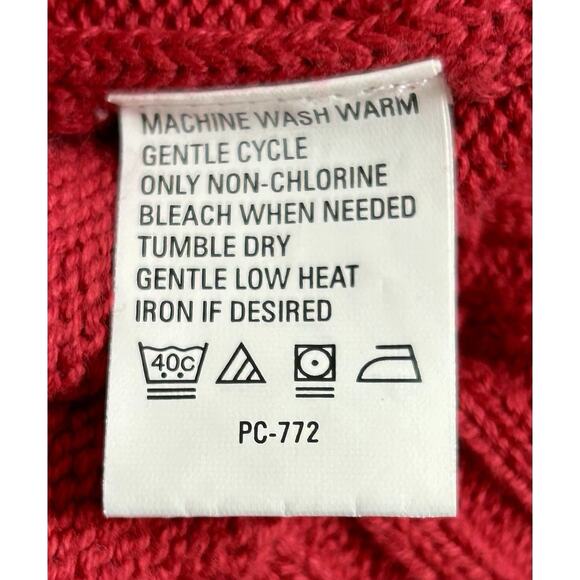 MACHINE WASH WARM
GENTLE CYCLE
ONLY NON-CHLORINE
BLEACH WHEN NEEDED
TUMBLE DRY
GENTLE LOW HEAT
IRON IF DESIRED
40C
PC-772